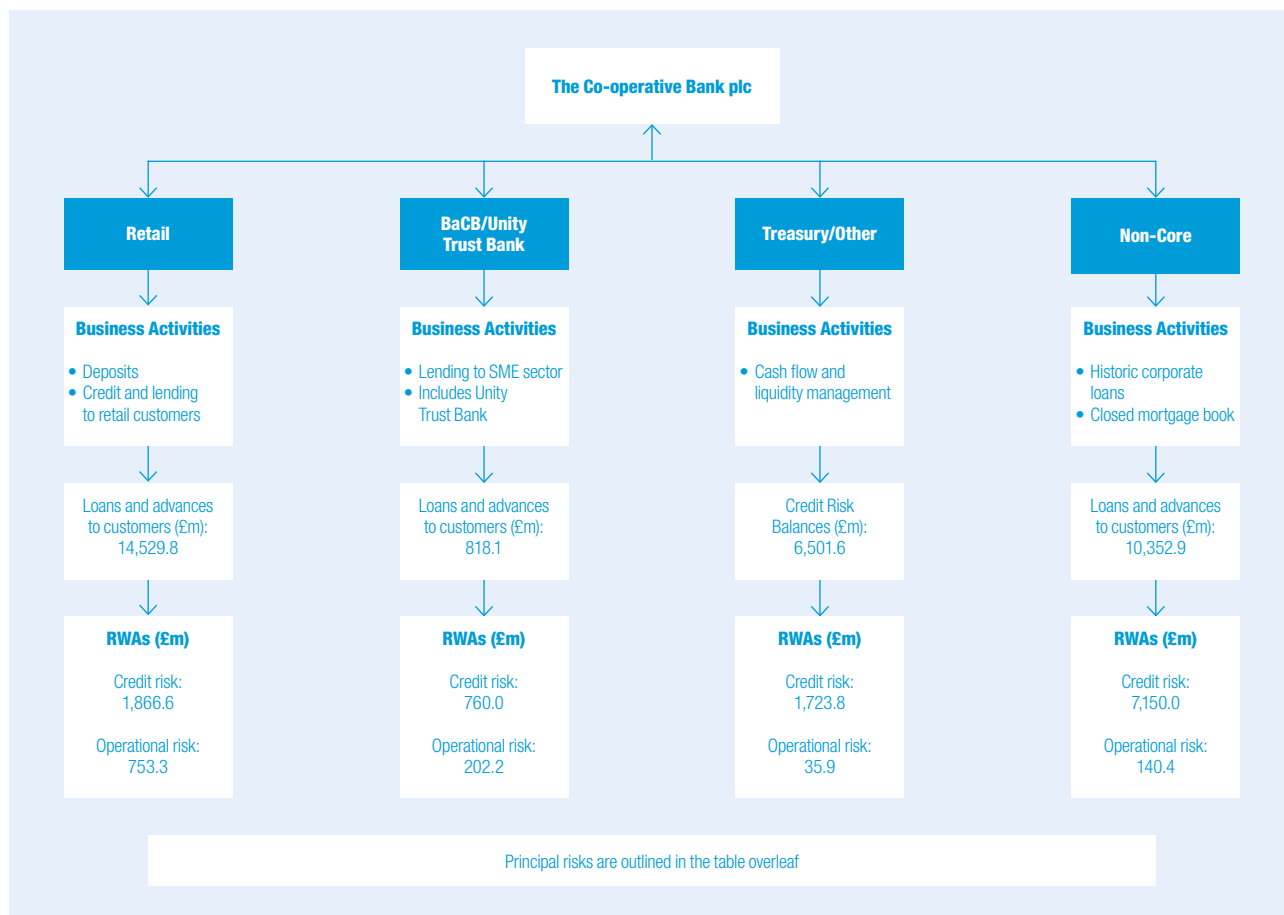 The Co-operative Bank plc
Retail
BaCB/Unity
Trust Bank
Treasury/Other
Non-Core
Business Activities
• Deposits
• Credit and lending
to retail customers
Business Activities
• Lending to SME sector
• Includes Unity
Trust Bank
Business Activities
• Cash flow and
liquidity management
Business Activities
• Historic corporate
loans
• Closed mortgage book
Loans and advances
to customers (£m):
14,529.8
Loans and advances
to customers (£m):
818.1
Credit Risk
Balances (£m):
6,501.6
Loans and advances
to customers (£m):
10,352.9
RWAs (£m)
Credit risk:
1,866.6
Operational risk:
753.3
RWAs (£m)
Credit risk:
760.0
Operational risk:
202.2
RWAs (£m)
Credit risk:
1,723.8
Operational risk:
35.9
RWAs (£m)
Credit risk:
7,150.0
Operational risk:
140.4
Principal risks are outlined in the table overleaf